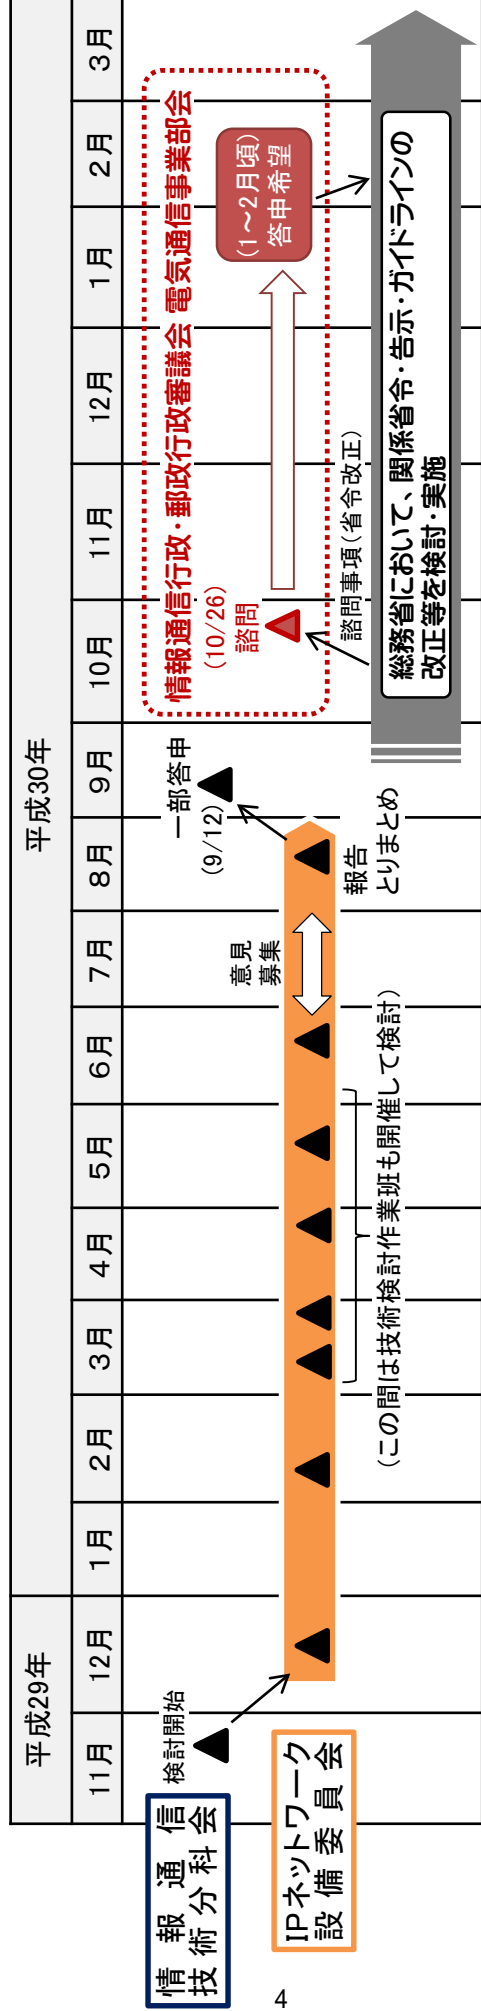 平成29年
平成30年
11月
12月
1月
2月
3月
4月
5月
6月
7月
8月
9月
10月
11月
12月
1月
2月
3月
情報通信
技術分科会
検討開始
一部答申
(9/12)
情報通信行政・郵政行政審議会 電気通信事業部会
(10/26)
諮問
(1~2月頃)
答申希望
IPネットワーク
設備委員会
意見
募集
報告
とりまとめ
(この間は技術検討作業班も開催して検討)
諮問事項(省令改正)
総務省において、関係省令・告示・ガイドラインの
改正等を検討・実施
4